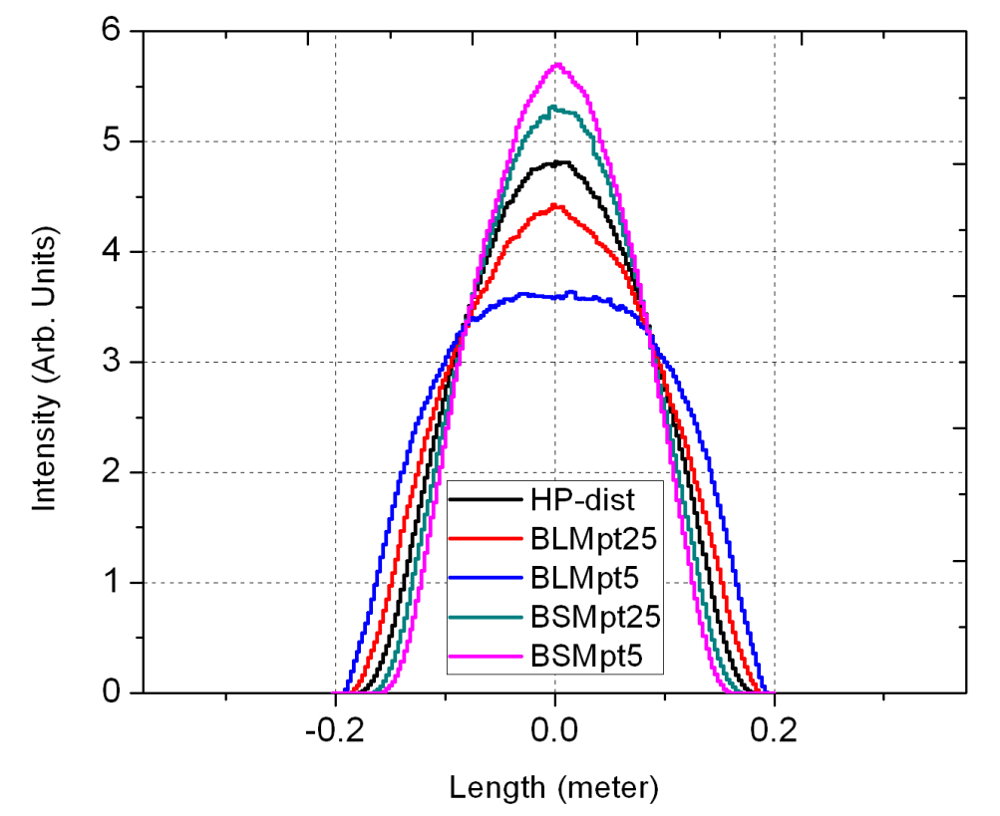 6
5
4
3
2
1
0
Intensity (Arb. Units)
HP-dist
BLMpt25
BLMpt5
BSMpt25
BSMpt5
-0.2 0.0 0.2
Length (meter)